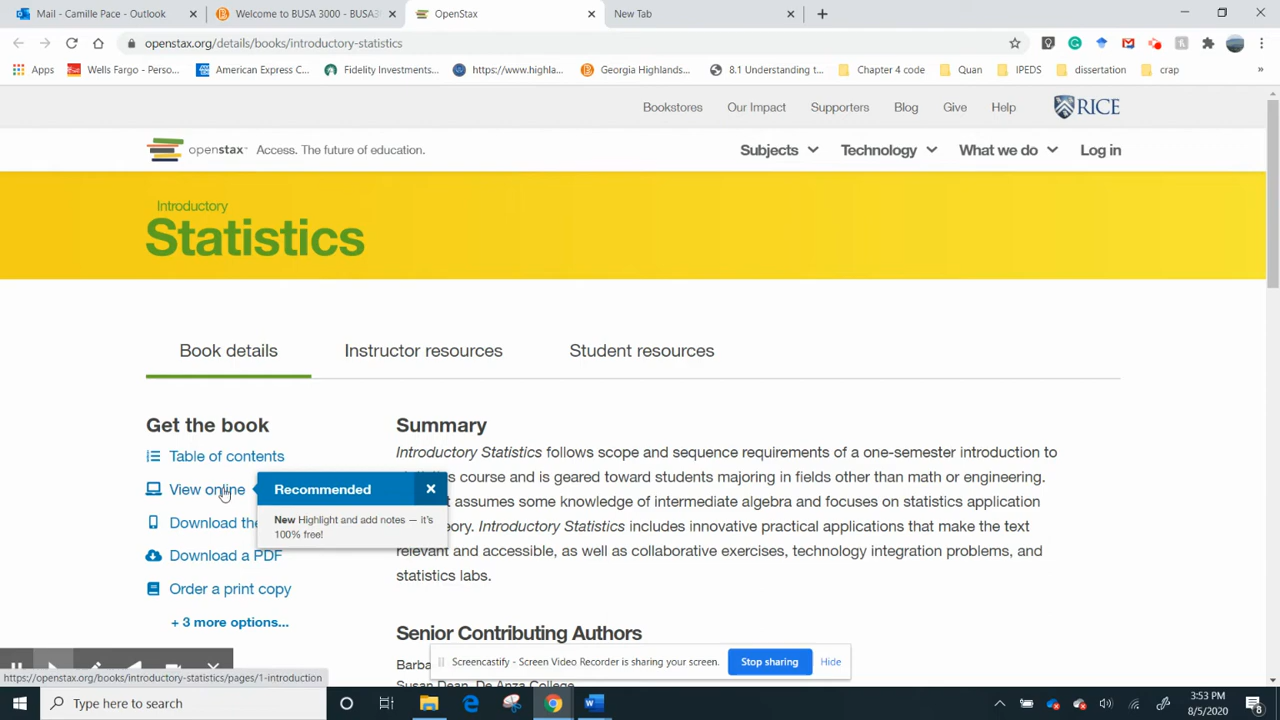 Mail - Camille Pace - Outlook
Welcome to BUSA 3000 - BUSA3
OpenStax
New Tab
openstax.org/details/books/introductory-statistics
Apps
Wells Fargo - Perso...
American Express C...
Fidelity Investments...
https://www.highla...
Georgia Highlands...
8.1 Understanding t...
Chapter 4 code
Quan
IPEDS
dissertation
crap
»
Bookstores
Our Impact
Supporters
Blog
Give
Help
RICE
openstax™ Access. The future of education.
Subjects
Technology
What we do
Log in
Introductory
Statistics
Book details
Instructor resources
Student resources
Get the book
Table of contents
View online
Recommended
New Highlight and add notes — it's
100% free!
Download the
Download a PDF
Order a print copy
+ 3 more options...
Summary
Introductory Statistics follows scope and sequence requirements of a one-semester introduction to
course and is geared toward students majoring in fields other than math or engineering.
assumes some knowledge of intermediate algebra and focuses on statistics application
Introductory Statistics includes innovative practical applications that make the text
relevant and accessible, as well as collaborative exercises, technology integration problems, and
statistics labs.
Senior Contributing Authors
Barba
Susan Dean, De Anza College
Screencastify - Screen Video Recorder is sharing your screen.
Stop sharing
Hide
https://openstax.org/books/introductory-statistics/pages/1-introduction
Type here to search
3:53 PM
8/5/2020
8